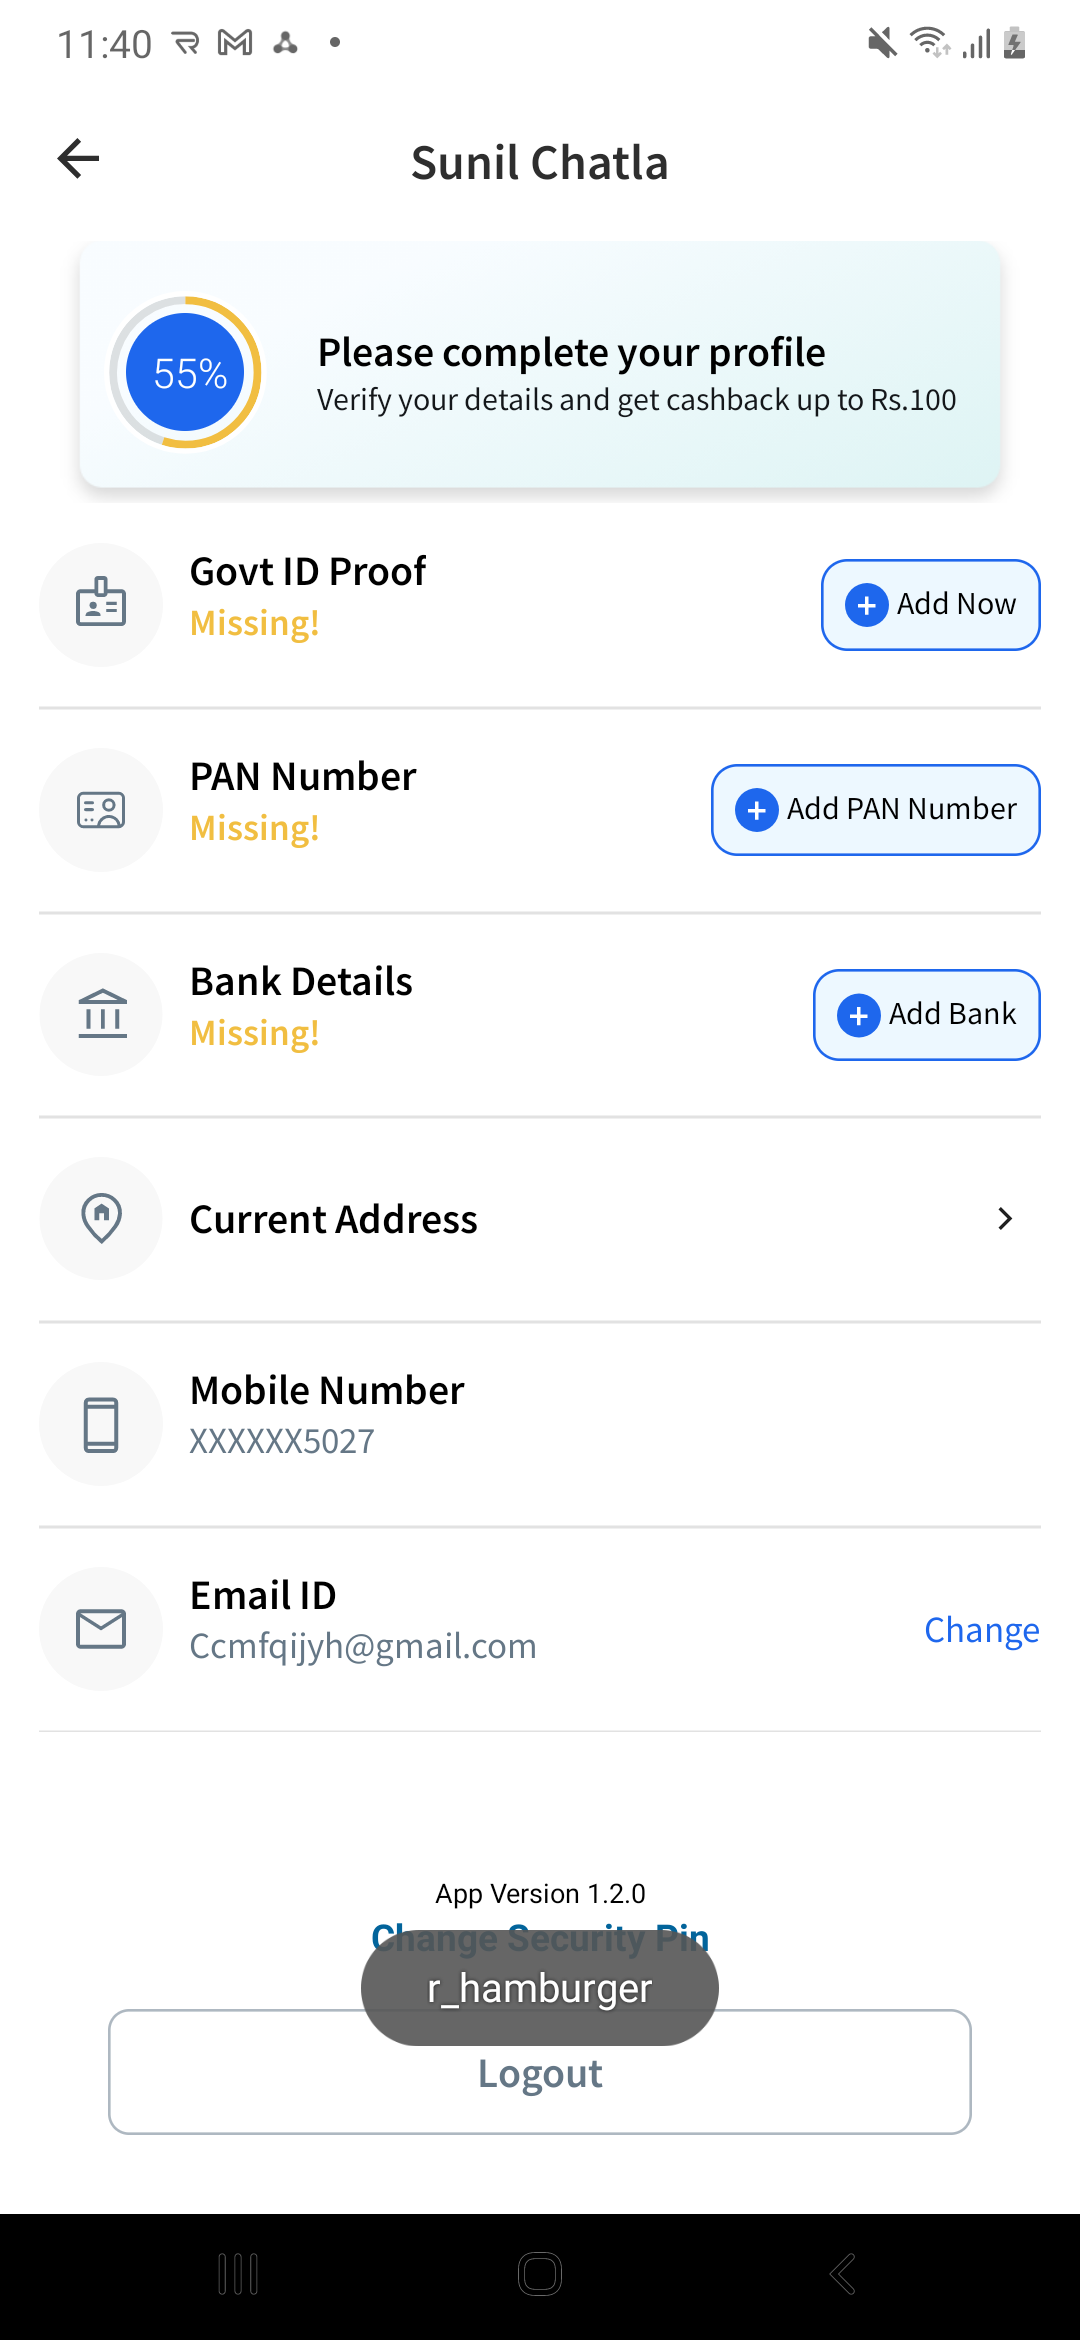 11:40
Sunil Chatla
55%
Please complete your profile
Verify your details and get cashback up to Rs.100
Govt ID Proof
Missing!
Add Now
PAN Number
Missing!
Add PAN Number
Bank Details
Missing!
Add Bank
Current Address
Mobile Number
XXXXXX5027
Email ID
Ccmfqijyh@gmail.com
Change
App Version 1.2.0
Change Security Pin
r_hamburger
Logout